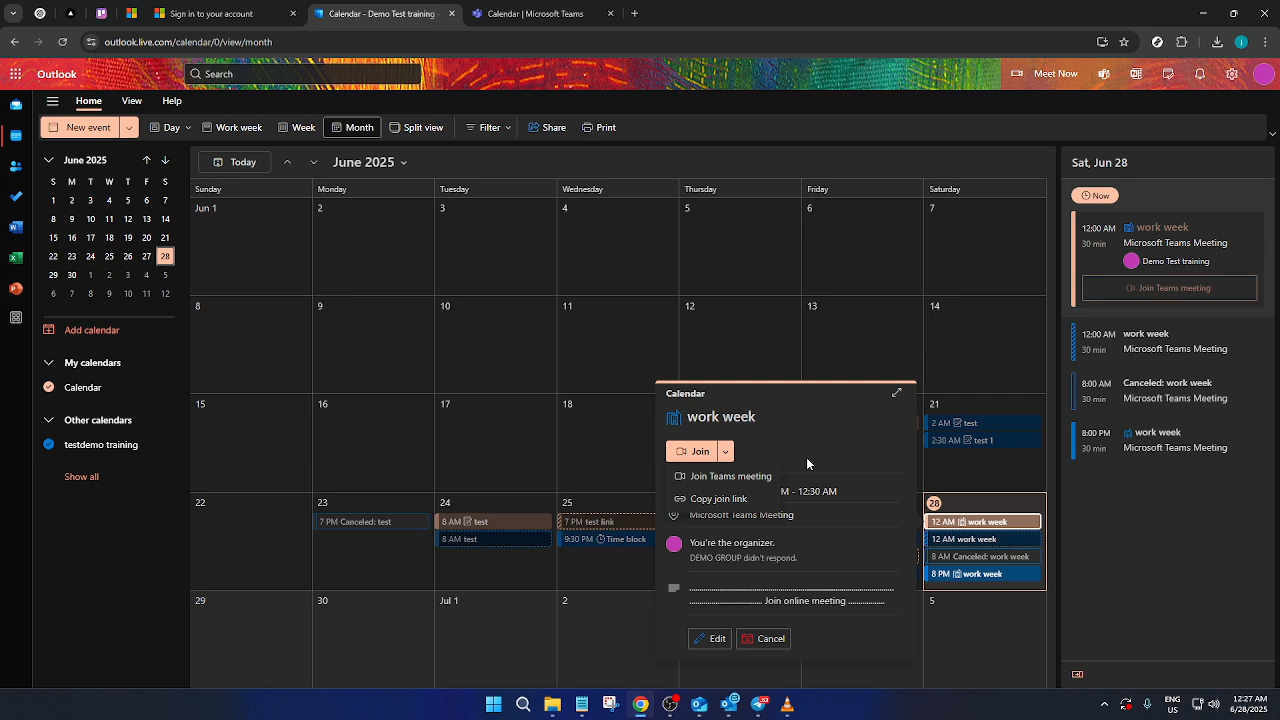 Sign in to your account
Calendar - Demo Test training -
Calendar | Microsoft Teams
outlook.live.com/calendar/0/view/month
Outlook
Search
Meet Now
Home
View
Help
New event
Day
Work week
Week
Month
Split view
Filter
Share
Print
June 2025
S M T W T F S
1 2 3 4 5 6 7
8 9 10 11 12 13 14
15 16 17 18 19 20 21
22 23 24 25 26 27 28
29 30 1 2 3 4 5
6 7 8 9 10 11 12
Add calendar
My calendars
Calendar
Other calendars
testdemo training
Show all
Today
June 2025
Sunday Monday Tuesday Wednesday Thursday Friday Saturday
Jun 1 2 3 4 5 6 7
8 9 10 11 12 13 14
15 16 17 18 21
2 AM test
2:30 AM test 1
22 23 24 25 28
7 PM Canceled: test
8 AM test
8 AM test
7 PM test link
9:30 PM Time block
12 AM work week
12 AM work week
8 AM Canceled: work week
8 PM work week
29 30 Jul 1 2 5
Calendar
work week
Join
Join Teams meeting
Copy join link
M - 12:30 AM
Microsoft Teams Meeting
You're the organizer.
DEMO GROUP didn't respond.
Join online meeting
Edit
Cancel
Sat, Jun 28
Now
12:00 AM work week
30 min Microsoft Teams Meeting
Demo Test training
Join Teams meeting
12:00 AM work week
30 min Microsoft Teams Meeting
8:00 AM Canceled: work week
30 min Microsoft Teams Meeting
8:00 PM work week
30 min Microsoft Teams Meeting
ENG
US
12:27 AM
6/28/2025